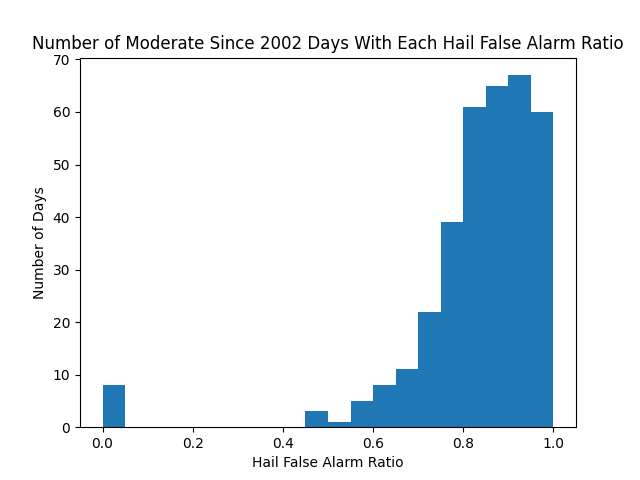 Number of Moderate Since 2002 Days With Each Hail False Alarm Ratio
70
60
50
40
30
20
10
0
Number of Days
0.0 0.2 0.4 0.6 0.8 1.0
Hail False Alarm Ratio